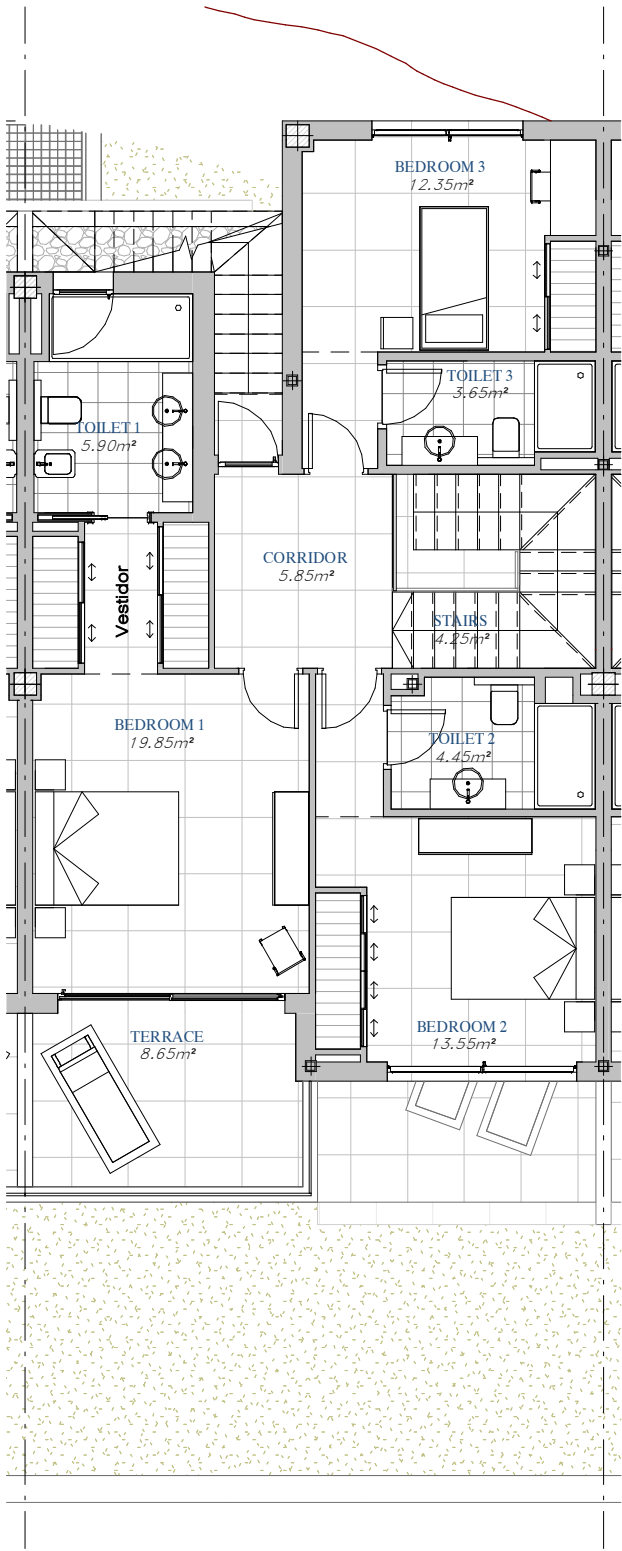 BEDROOM 3
12.35m²
TOILET 3
3.65m²
TOILET 1
5.90m²
CORRIDOR
5.85m²
Vestidor
STAIRS
4.25m²
BEDROOM 1
19.85m²
TOILET 2
4.45m²
BEDROOM 2
13.55m²
TERRACE
8.65m²